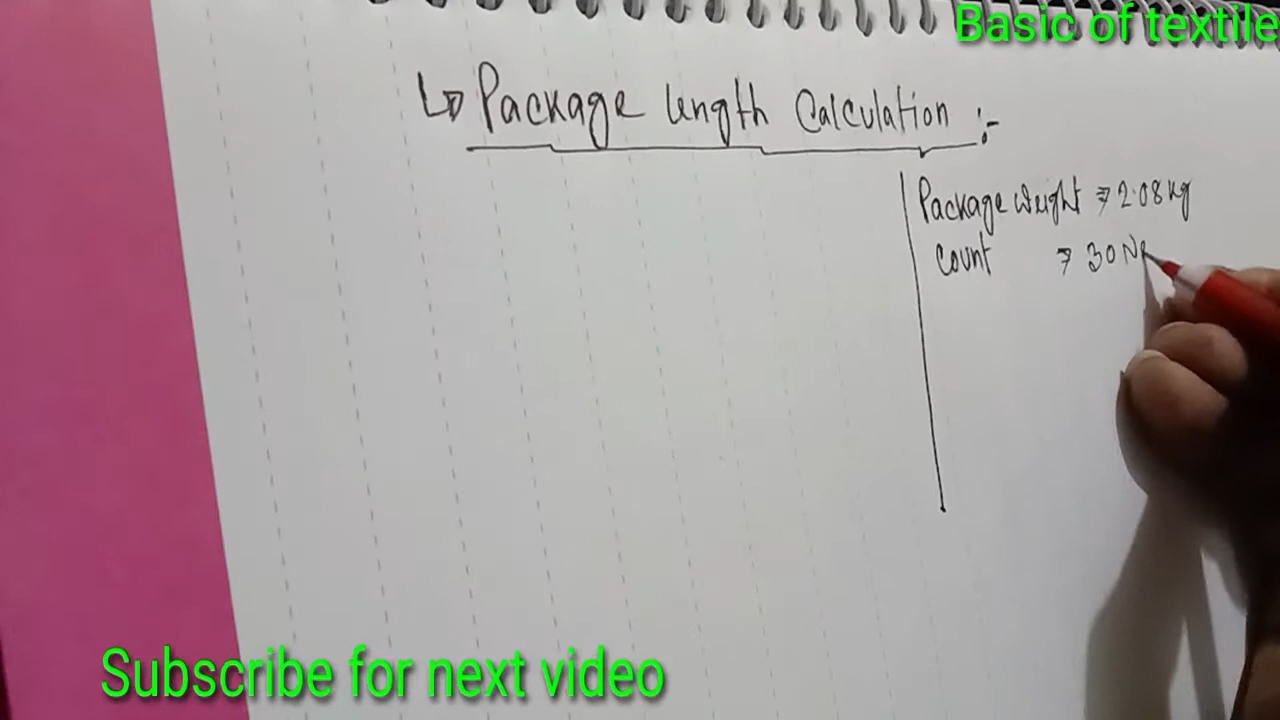 Basic of textile
Package length Calculation :-
Package weight → 2.08 kg
Count → 30 Ne
Subscribe for next video